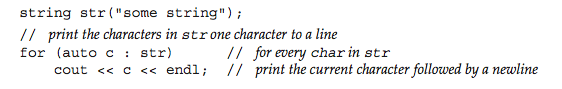 string str("some string");
// print the characters in str one character to a line
for (auto c : str)          // for every char in str
    cout << c << endl;  // print the current character followed by a newline